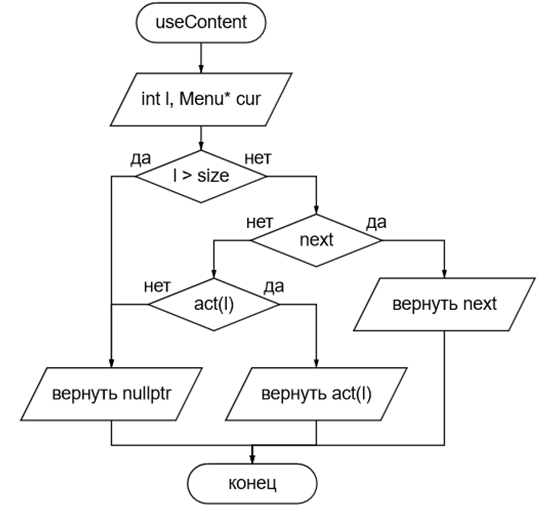 useContent
int I, Menu* cur
да
нет
I > size
нет
да
next
нет
да
act(I)
вернуть next
вернуть nullptr
вернуть act(I)
конец